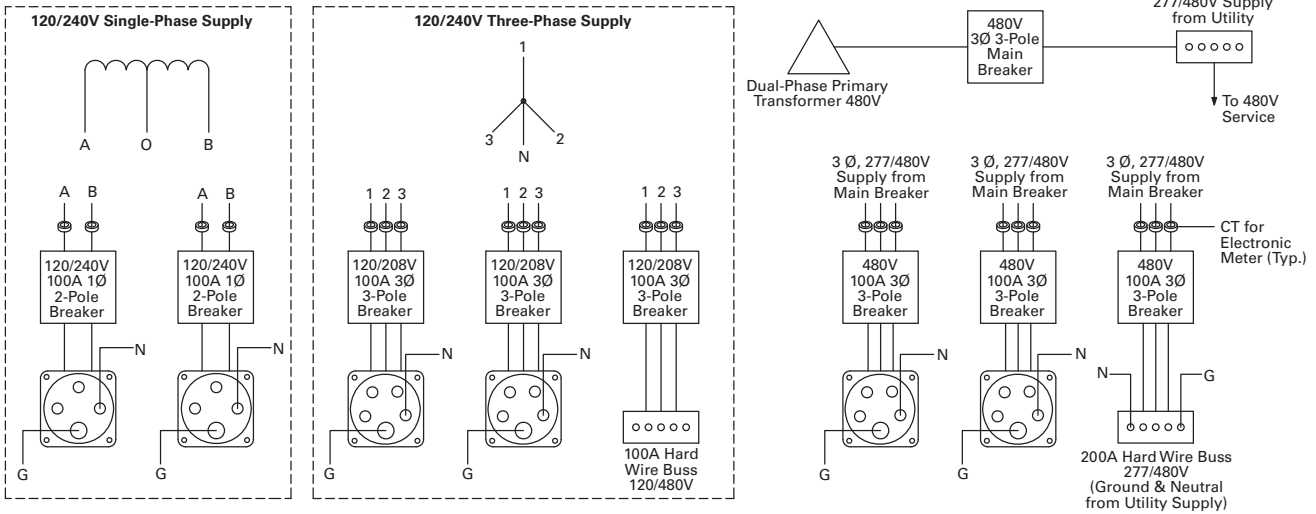 120/240V Single-Phase Supply
A
O
B
A B
A B
120/240V
100A 1Ø
2-Pole
Breaker
120/240V
100A 1Ø
2-Pole
Breaker
N
N
G
G
120/240V Three-Phase Supply
1
3
2
N
1 2 3
1 2 3
1 2 3
120/208V
100A 3Ø
3-Pole
Breaker
120/208V
100A 3Ø
3-Pole
Breaker
120/208V
100A 3Ø
3-Pole
Breaker
N
N
G
G
100A Hard
Wire Buss
120/480V
Dual-Phase Primary
Transformer 480V
480V
3Ø 3-Pole
Main
Breaker
277/480V Supply
from Utility
To 480V
Service
3 Ø, 277/480V
Supply from
Main Breaker
3 Ø, 277/480V
Supply from
Main Breaker
3 Ø, 277/480V
Supply from
Main Breaker
CT for
Electronic
Meter (Typ.)
480V
100A 3Ø
3-Pole
Breaker
480V
100A 3Ø
3-Pole
Breaker
480V
100A 3Ø
3-Pole
Breaker
N
N
N
G
G
G
200A Hard Wire Buss
277/480V
(Ground & Neutral
from Utility Supply)